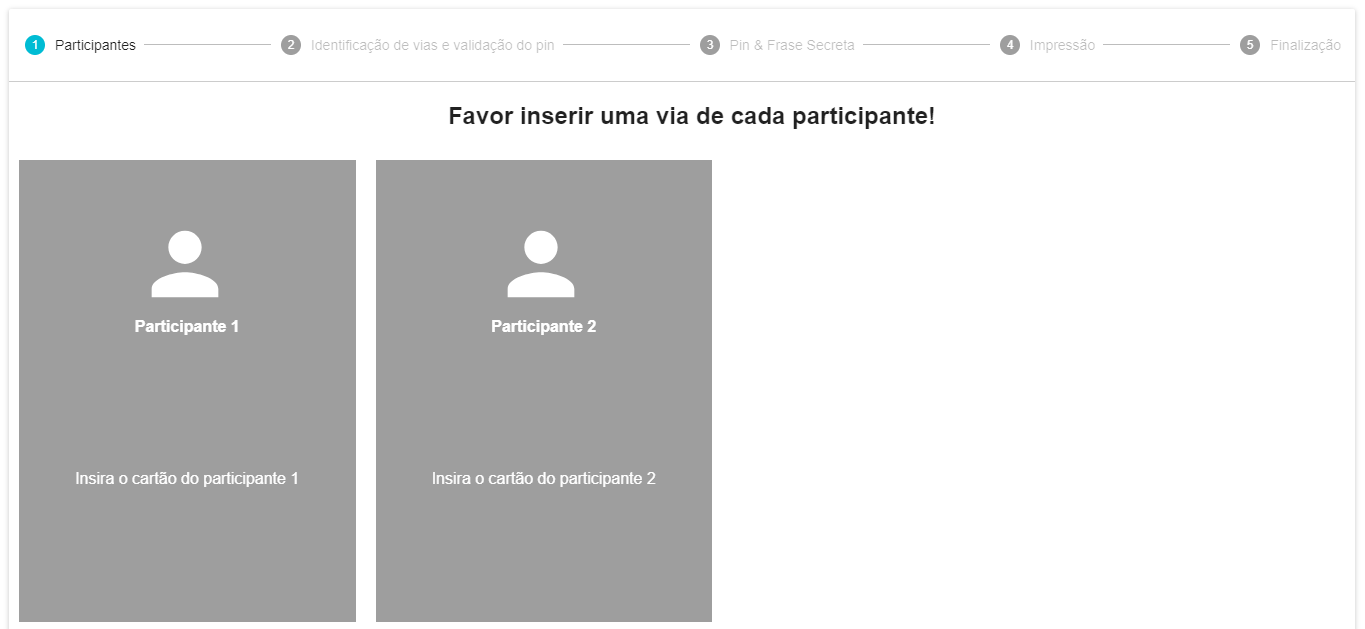 1 Participantes 2 Identificação de vias e validação do pin 3 Pin & Frase Secreta 4 Impressão 5 Finalização
Favor inserir uma via de cada participante!
Participante 1
Insira o cartão do participante 1
Participante 2
Insira o cartão do participante 2